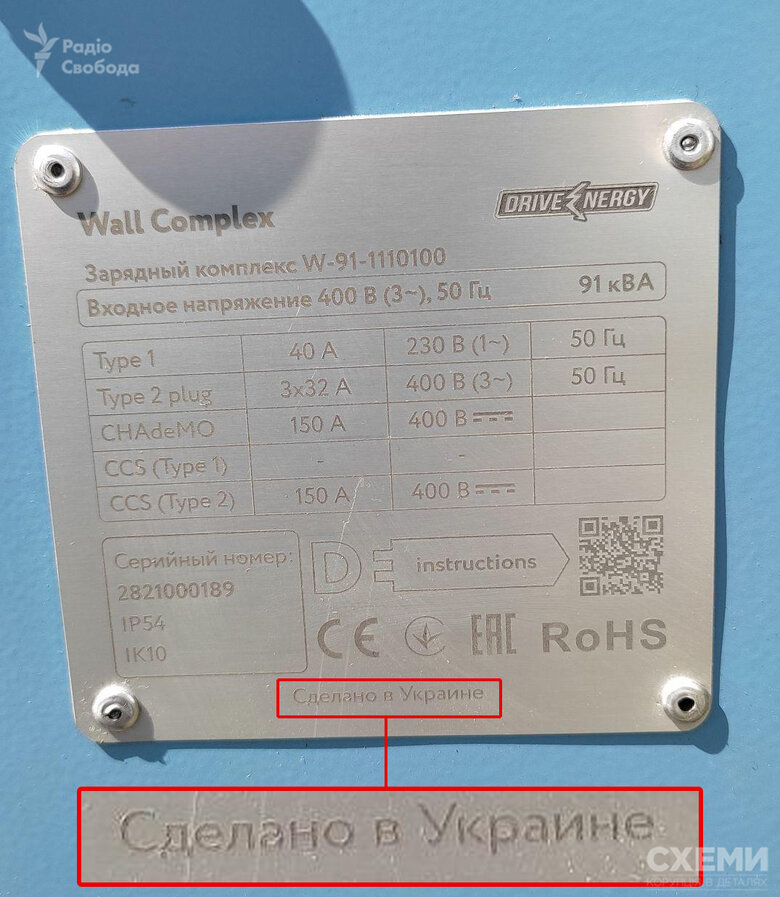 Радіо
Свобода
Wall Complex
DRIVE ENERGY
Зарядный комплекс W-91-1110100
Входное напряжение 400 В (3~), 50 Гц 91 кВА
Type 1 40 А 230 В (1~) 50 Гц
Type 2 plug 3x32 А 400 В (3~) 50 Гц
CHAdeMO 150 А 400 В
CCS (Type 1) - -
CCS (Type 2) 150 А 400 В
Серийный номер:
2821000189
IP54
IK10
DE instructions
CE EAC RoHS
Сделано в Украине
Сделано в Украине
СХЕМИ
КОРУПЦІЯ В ДЕТАЛЯХ